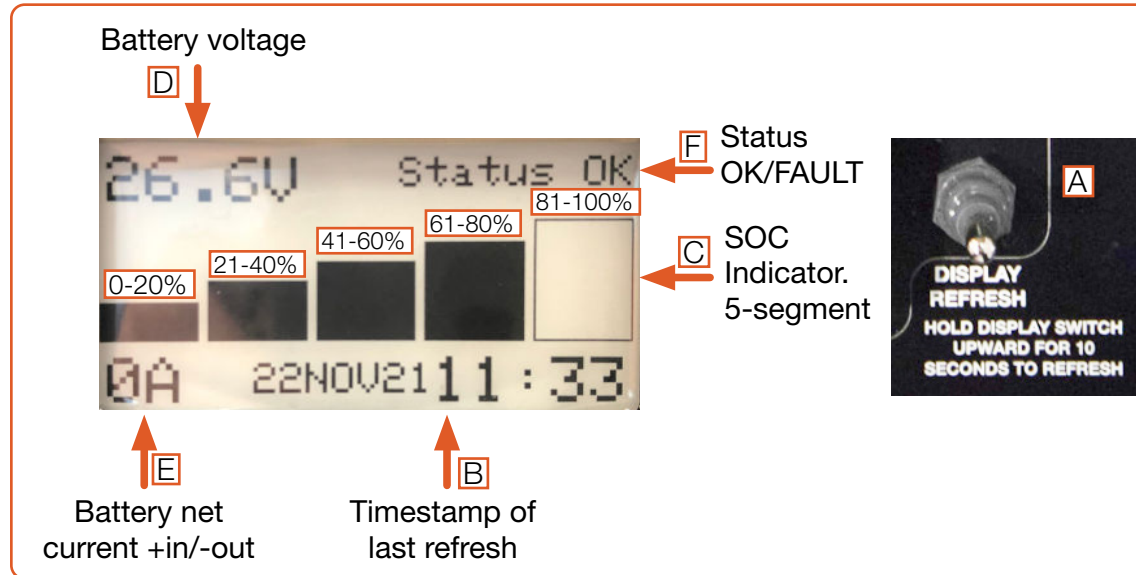 Battery voltage
D
26.6V
Status OK
F
Status
OK/FAULT
A
81-100%
61-80%
41-60%
21-40%
0-20%
C
SOC
Indicator.
5-segment
DISPLAY
REFRESH
HOLD DISPLAY SWITCH
UPWARD FOR 10
SECONDS TO REFRESH
0A
22NOV21 11:33
E
B
Battery net
current +in/-out
Timestamp of
last refresh